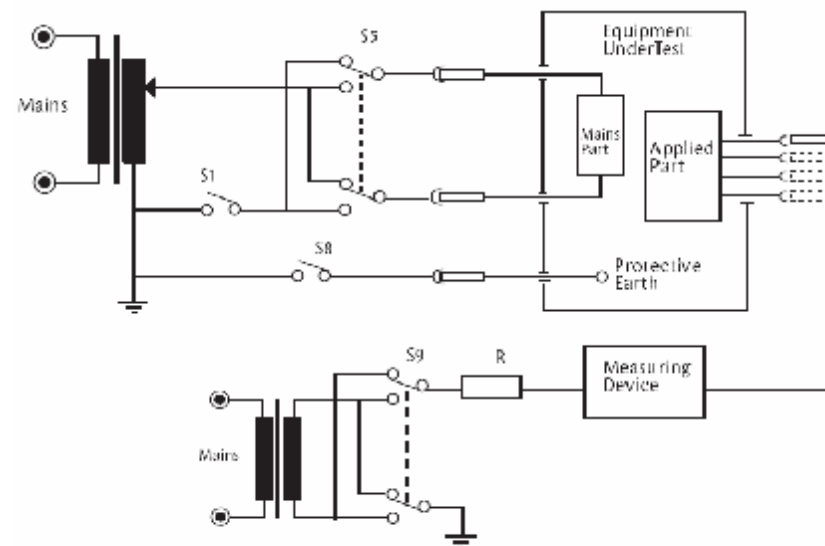 S5
Equipment
UnderTest
Mains
Mains
Part
Applied
Part
S1
S8
Protective
Earth
S9
R
Measuring
Device
Mains